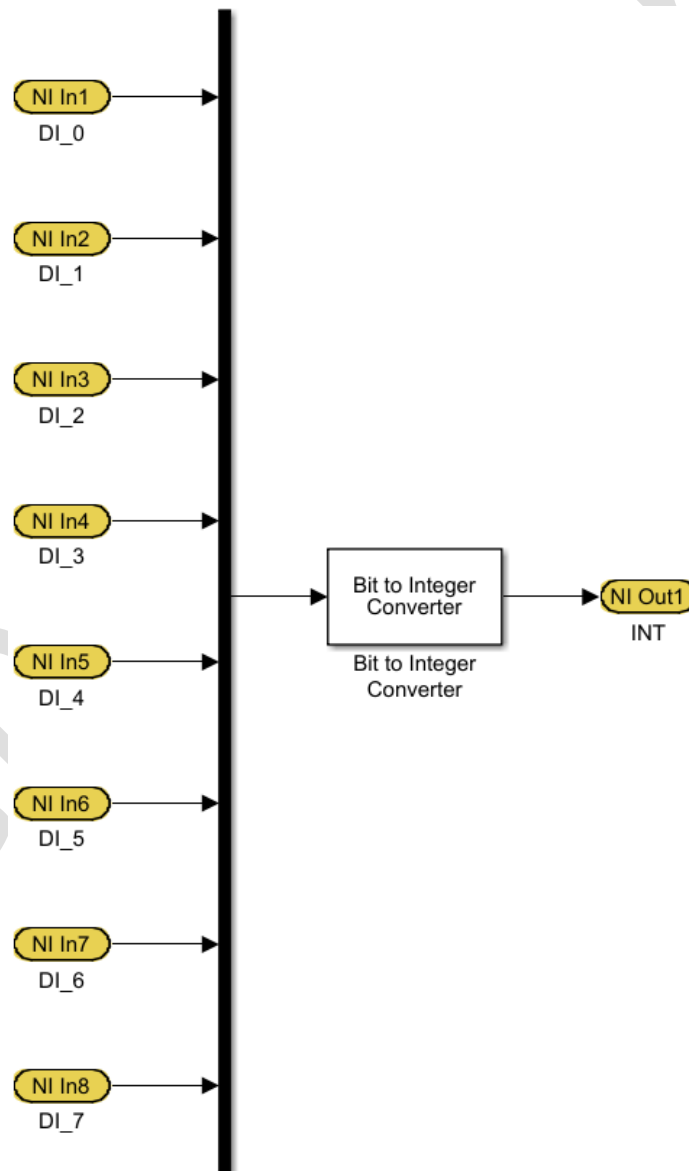 NI In1
DI_0
NI In2
DI_1
NI In3
DI_2
NI In4
DI_3
Bit to Integer
Converter
NI Out1
INT
Bit to Integer
Converter
NI In5
DI_4
NI In6
DI_5
NI In7
DI_6
NI In8
DI_7